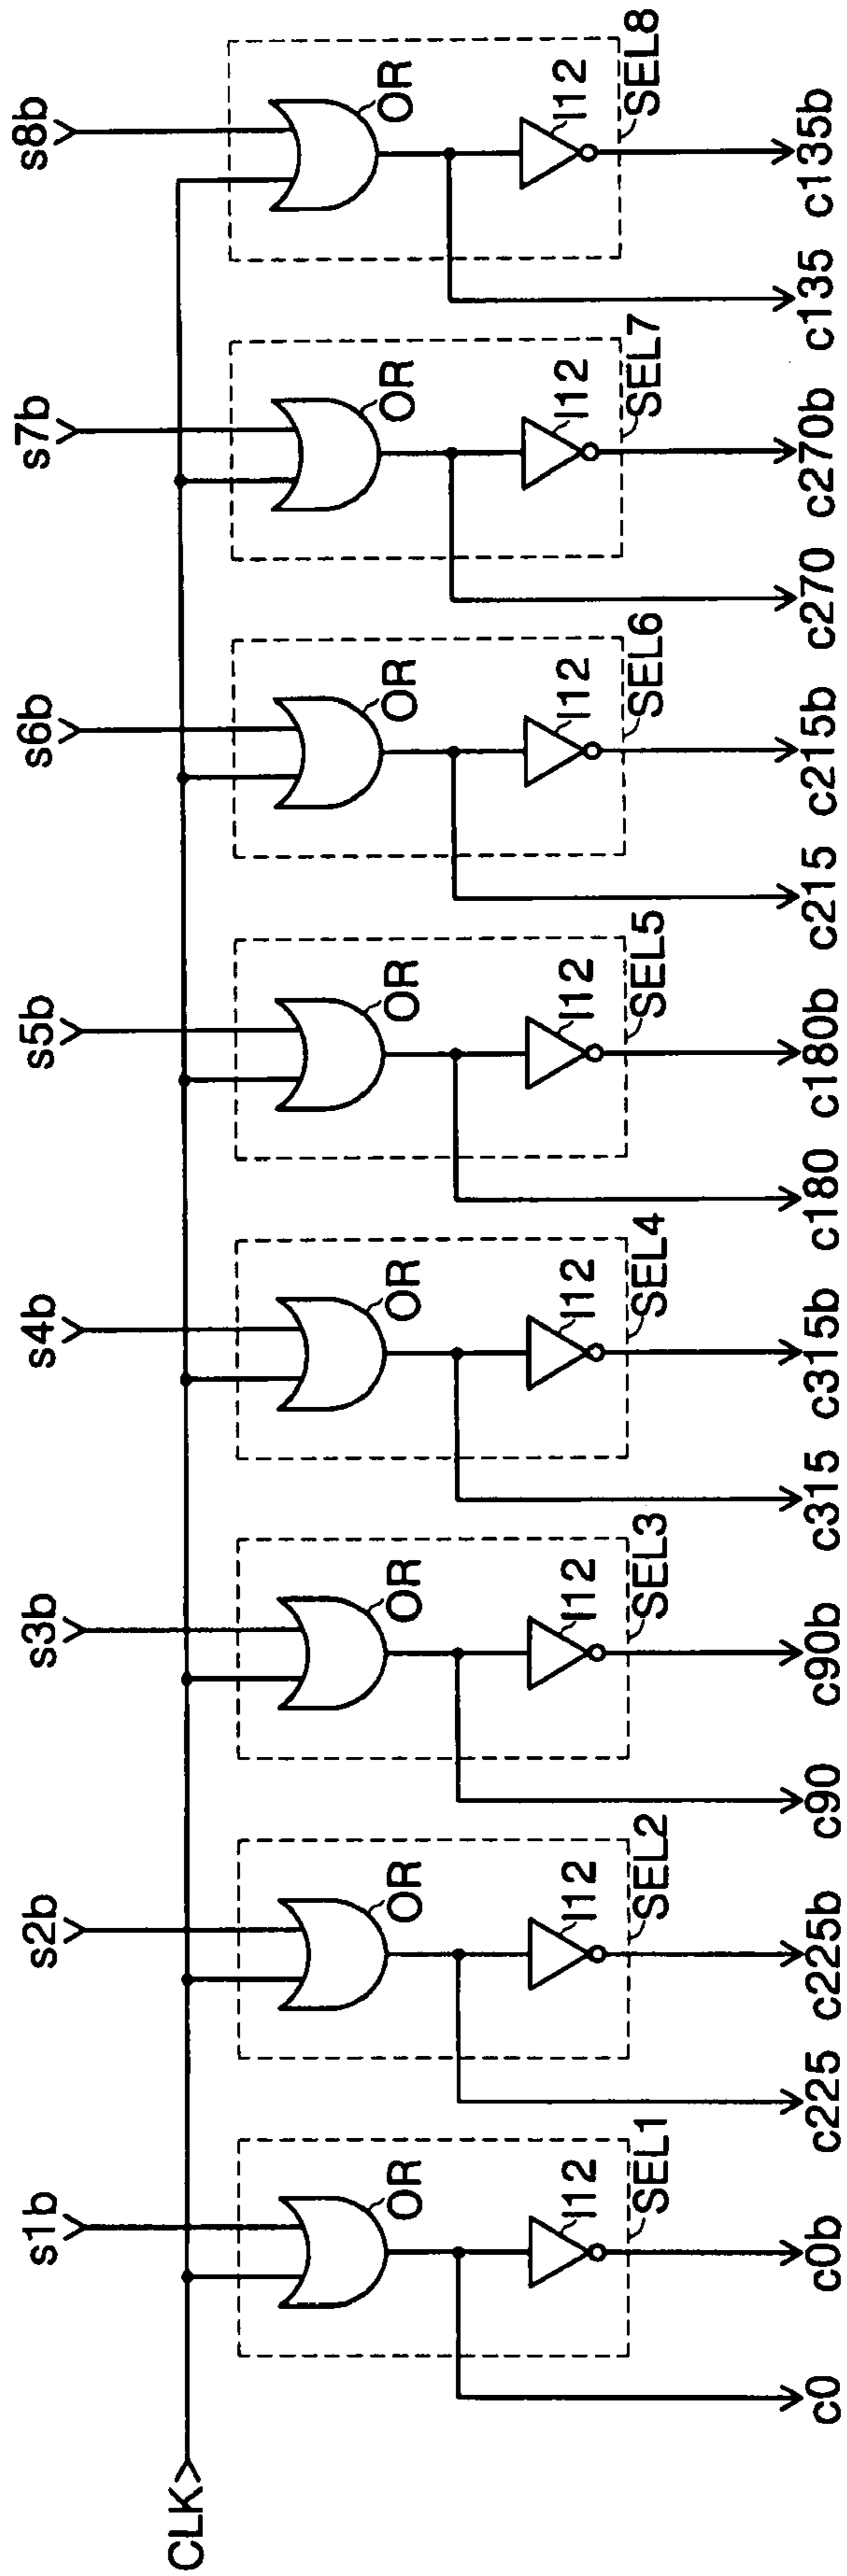 s1b
s2b
s3b
s4b
s5b
s6b
s7b
s8b
CLK
OR
I12
SEL1
OR
I12
SEL2
OR
I12
SEL3
OR
I12
SEL4
OR
I12
SEL5
OR
I12
SEL6
OR
I12
SEL7
OR
I12
SEL8
c0
c0b
c225
c225b
c90
c90b
c315
c315b
c180
c180b
c215
c215b
c270
c270b
c135
c135b